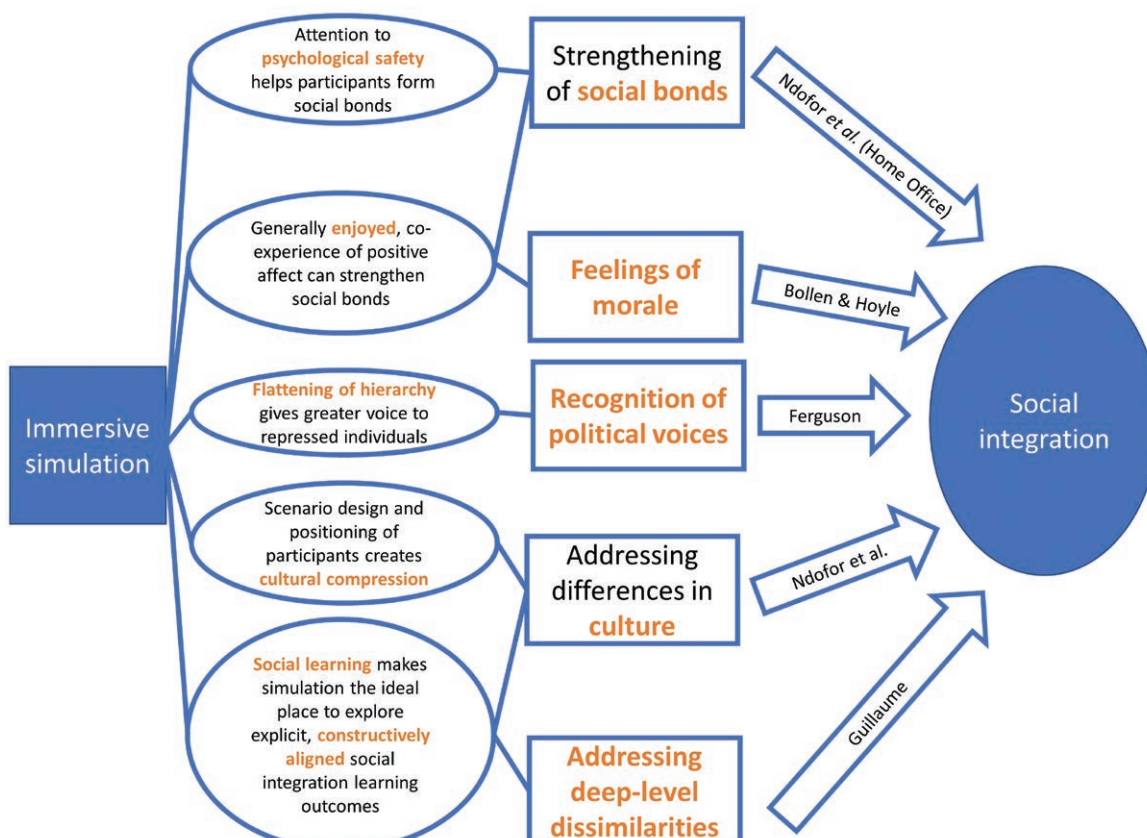 Attention to
psychological safety
helps participants form
social bonds
Strengthening
of social bonds
Ndofor et al. (Home Office)
Generally enjoyed, co-
experience of positive
affect can strengthen
social bonds
Feelings of
morale
Bollen & Hoyle
Immersive
simulation
Flattening of hierarchy
gives greater voice to
repressed individuals
Recognition of
political voices
Ferguson
Social
integration
Scenario design and
positioning of
participants creates
cultural compression
Addressing
differences in
culture
Ndofor et al.
Social learning makes
simulation the ideal
place to explore
explicit, constructively
aligned social
integration learning
outcomes
Addressing
deep-level
dissimilarities
Guillaume